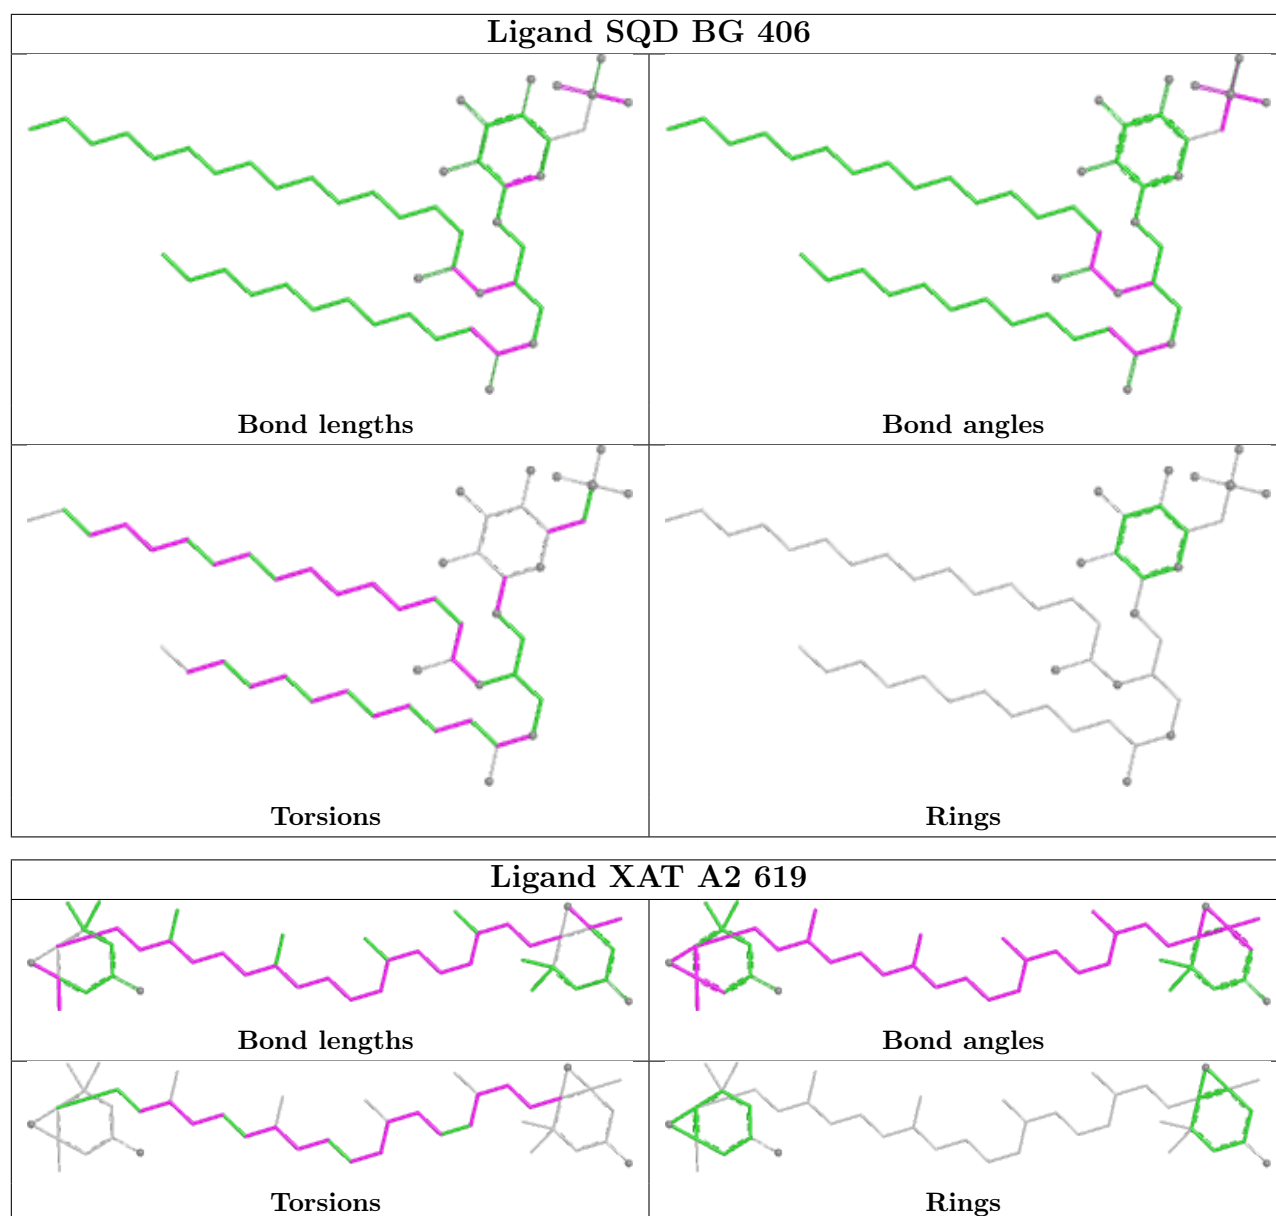 Ligand SQD BG 406
Bond lengths
Bond angles
Torsions
Rings
Ligand XAT A2 619
Bond lengths
Bond angles
Torsions
Rings